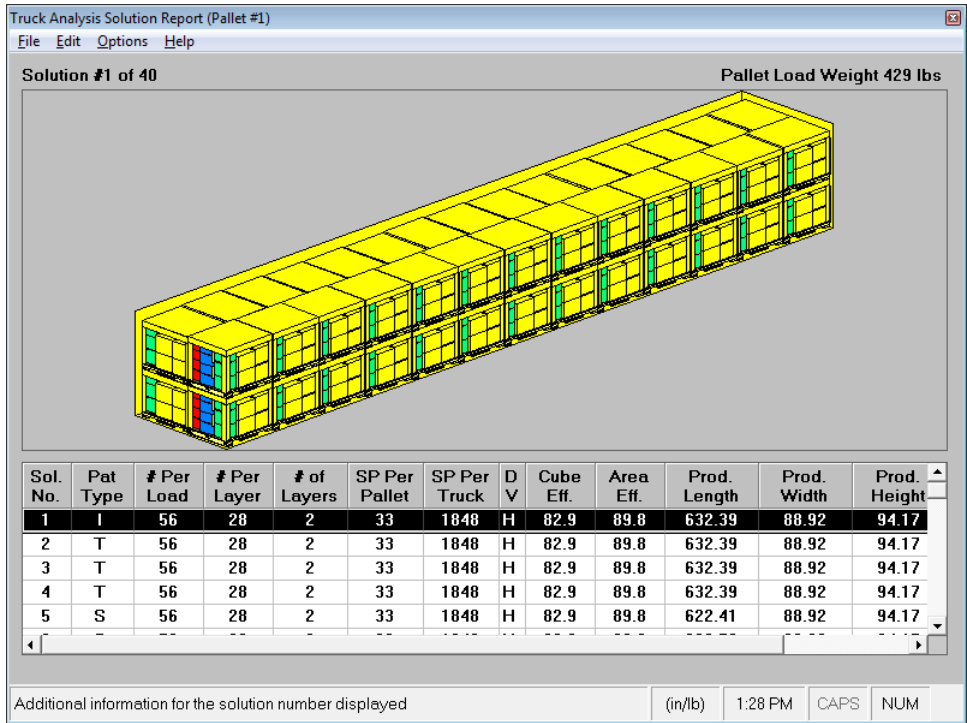 Truck Analysis Solution Report (Pallet #1)
File Edit Options Help
Solution #1 of 40 Pallet Load Weight 429 lbs
Sol. No. Pat Type # Per Load # Per Layer # of Layers SP Per Pallet SP Per Truck D V Cube Eff. Area Eff. Prod. Length Prod. Width Prod. Height
1 I 56 28 2 33 1848 H 82.9 89.8 632.39 88.92 94.17
2 T 56 28 2 33 1848 H 82.9 89.8 632.39 88.92 94.17
3 T 56 28 2 33 1848 H 82.9 89.8 632.39 88.92 94.17
4 T 56 28 2 33 1848 H 82.9 89.8 632.39 88.92 94.17
5 S 56 28 2 33 1848 H 82.9 89.8 622.41 88.92 94.17
Additional information for the solution number displayed (in/lb) 1:28 PM CAPS NUM